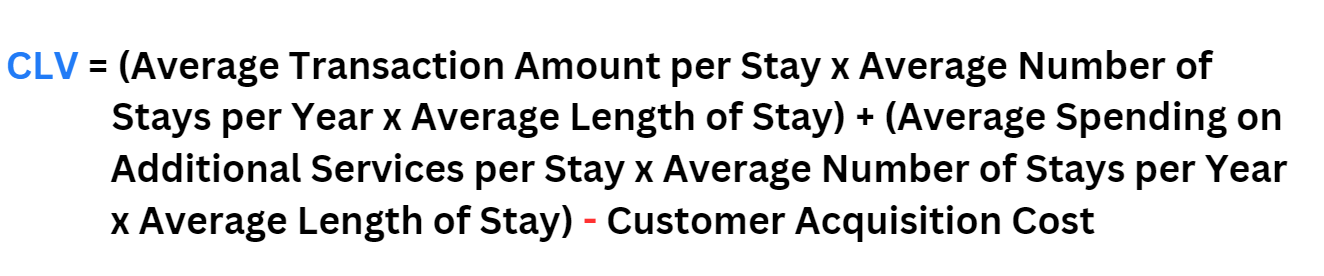 CLV = (Average Transaction Amount per Stay x Average Number of
Stays per Year x Average Length of Stay) + (Average Spending on
Additional Services per Stay x Average Number of Stays per Year
x Average Length of Stay) - Customer Acquisition Cost